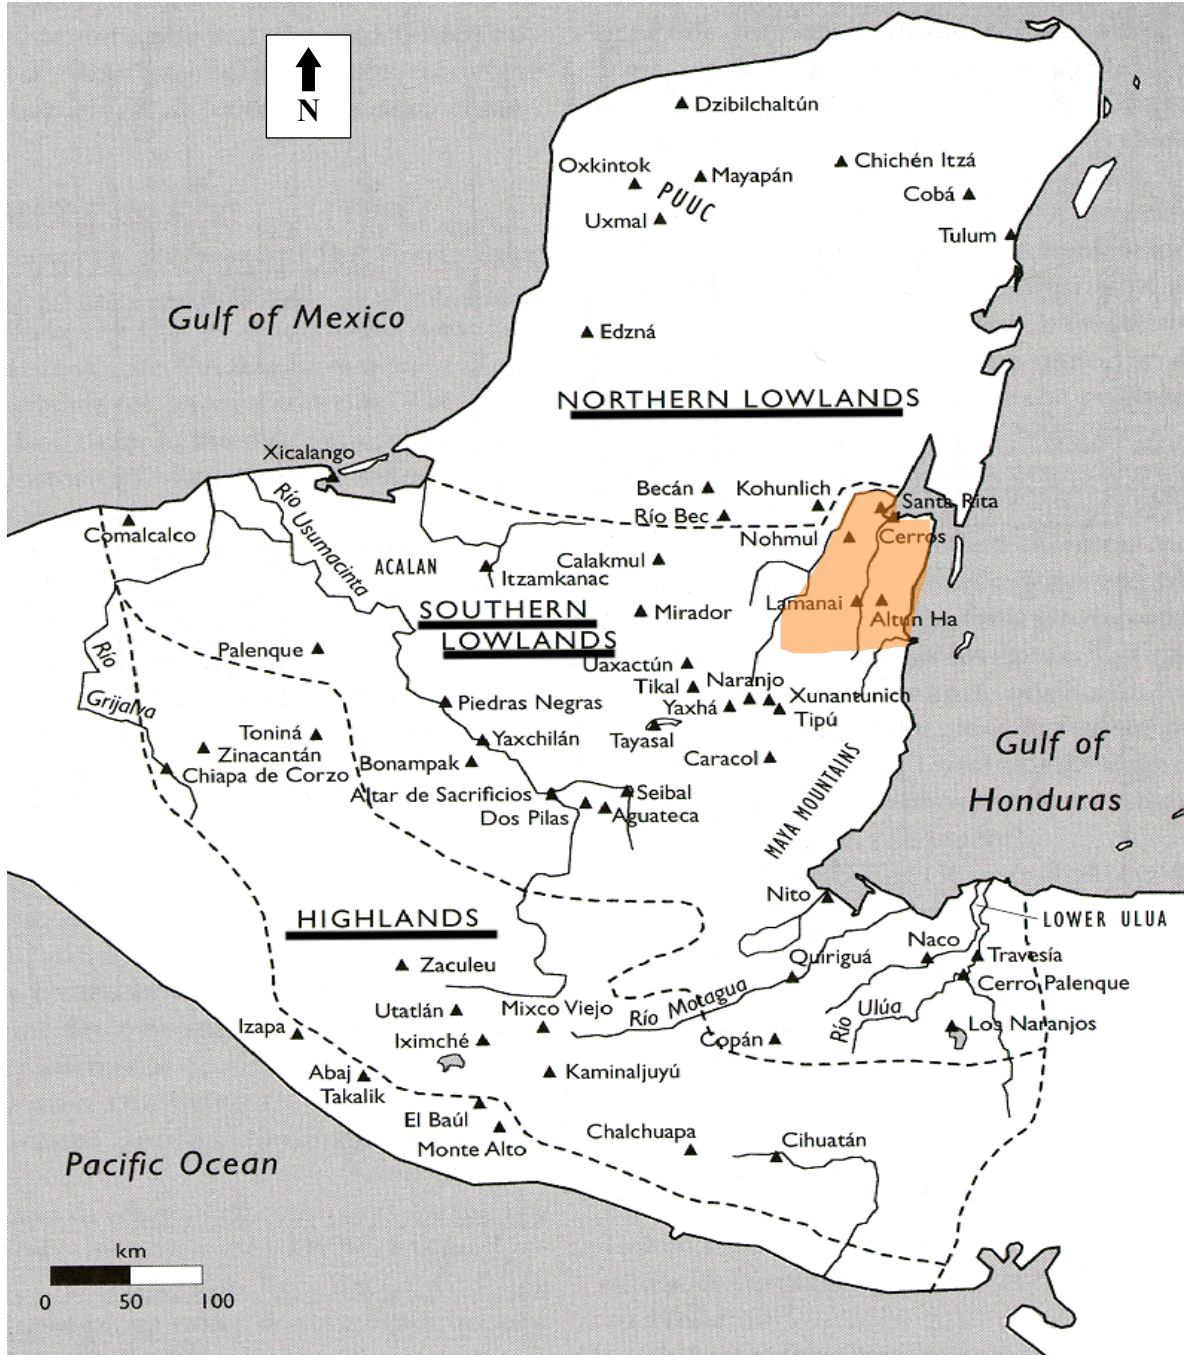 N
Dzibilchaltún
Oxkintok
Mayapán
Chichén Itzá
PUUC
Cobá
Uxmal
Tulum
Gulf of Mexico
Edzná
NORTHERN LOWLANDS
Xicalango
Becán
Kohunlich
Río Bec
Santa Rita
Río Usumacinta
Comalcalco
Nohmul
Cerros
Calakmul
ACALAN
Itzamkanac
SOUTHERN
LOWLANDS
Mirador
Lamanai
Altun Ha
Río
Grijalva
Palenque
Uaxactún
Tikal
Naranjo
Xunantunich
Yaxhá
Tipú
Piedras Negras
Toniná
Zinacantán
Chiapa de Corzo
Yaxchilán
Tayasal
Bonampak
Caracol
Gulf of
Honduras
MAYA MOUNTAINS
Altar de Sacrificios
Seibal
Dos Pilas
Aguateca
Nito
HIGHLANDS
LOWER ULUA
Naco
Travesía
Quiriguá
Zaculeu
Cerro Palenque
Utatlán
Mixco Viejo
Río Motagua
Río Ulúa
Izapa
Iximché
Copán
Los Naranjos
Abaj
Takalik
Kaminaljuyú
El Baúl
Monte Alto
Chalchuapa
Cihuatán
Pacific Ocean
km
0 50 100